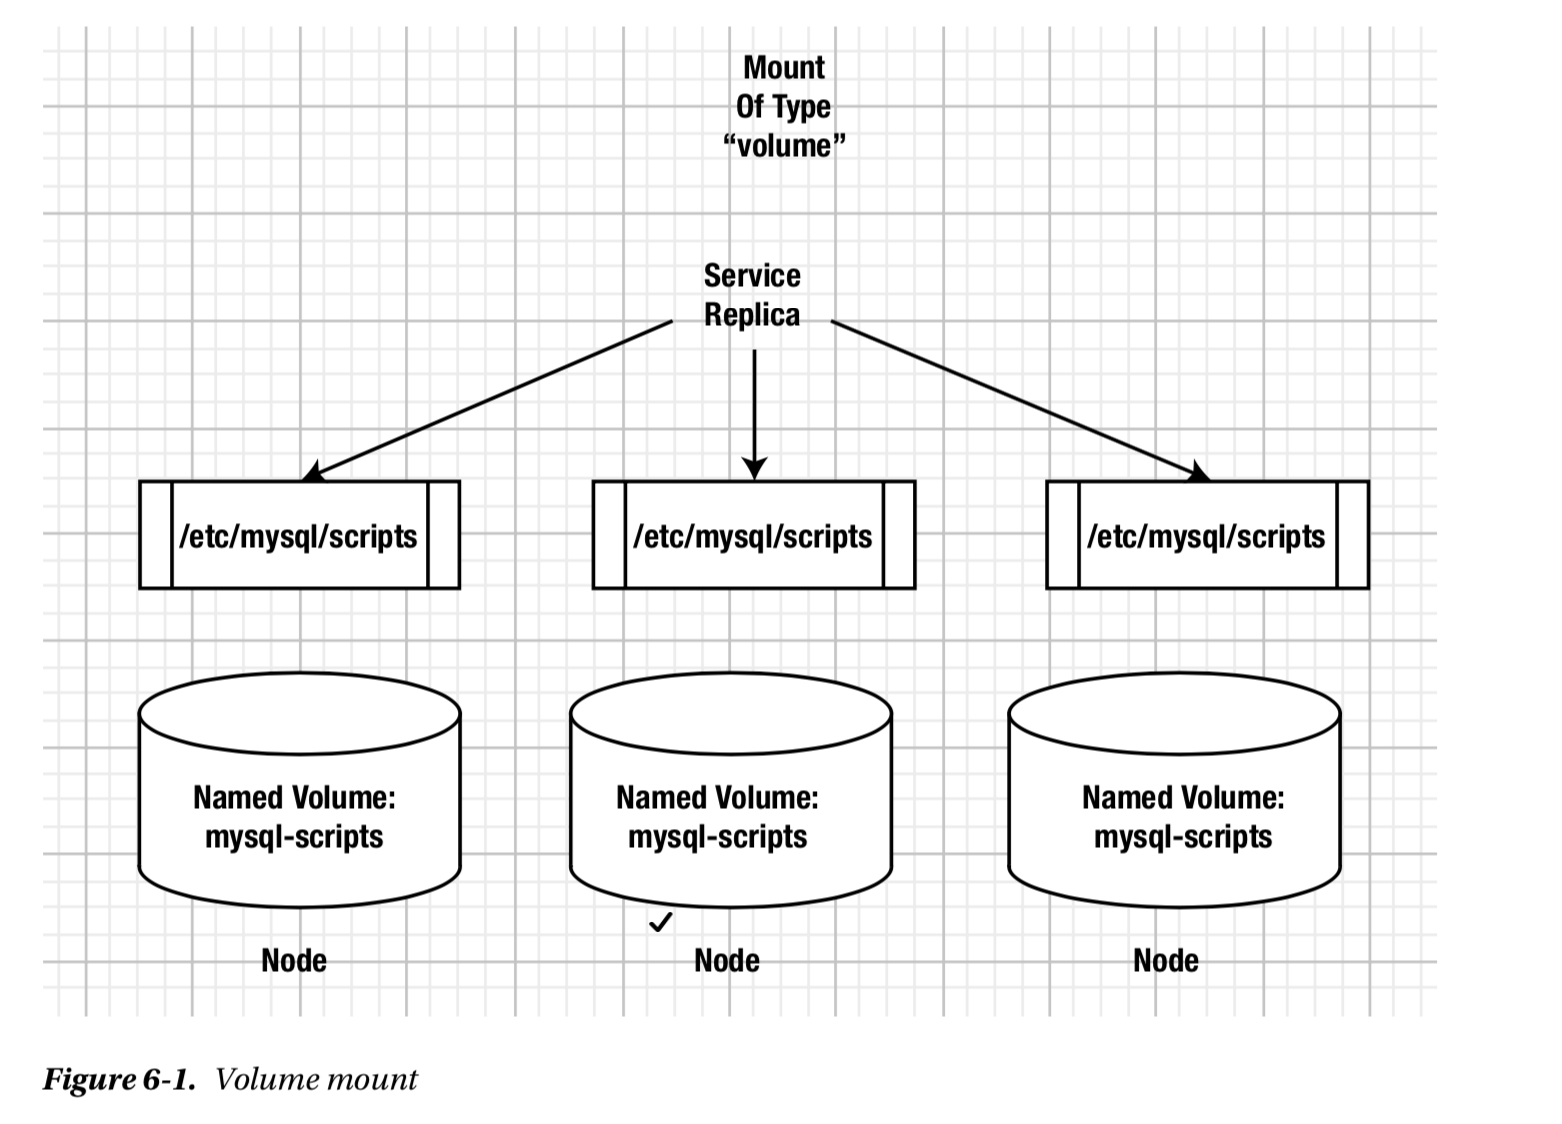 Mount
Of Type
“volume”
Service
Replica
/etc/mysql/scripts
/etc/mysql/scripts
/etc/mysql/scripts
Named Volume:
mysql-scripts
Named Volume:
mysql-scripts
Named Volume:
mysql-scripts
Node
Node
Node
Figure 6-1. Volume mount